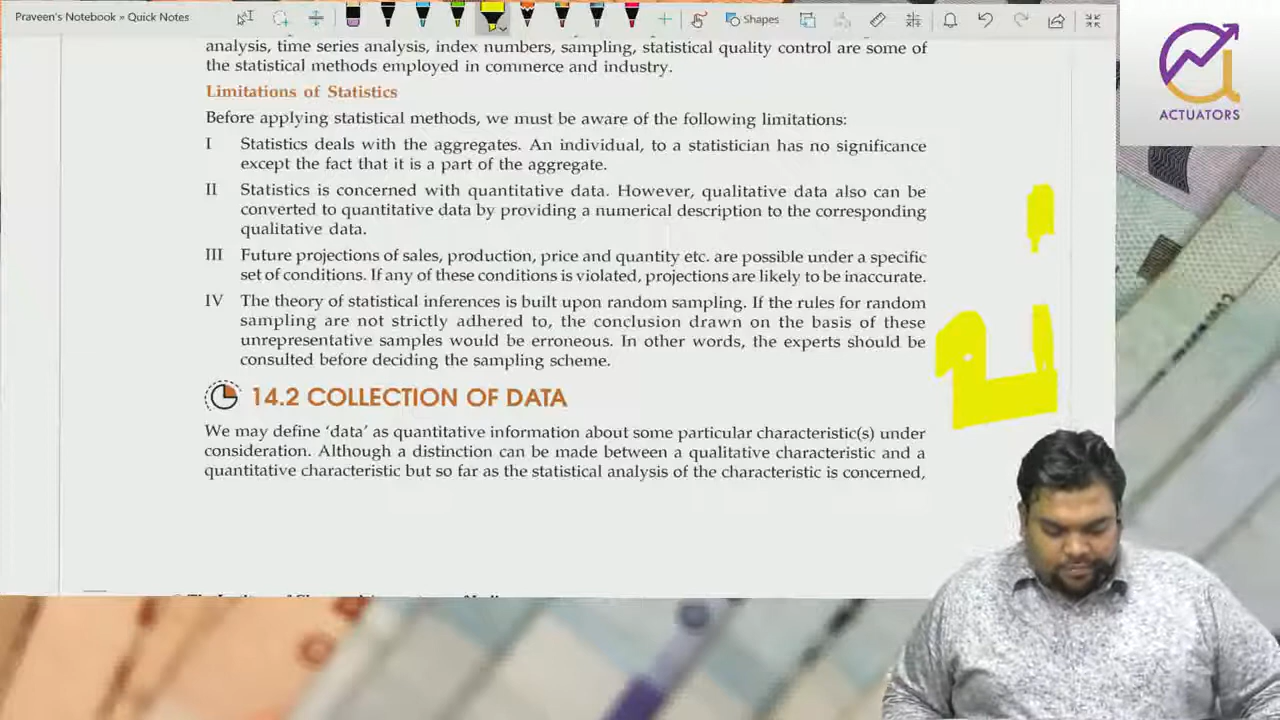 Praveen's Notebook » Quick Notes
Shapes
analysis, time series analysis, index numbers, sampling, statistical quality control are some of
the statistical methods employed in commerce and industry.
Limitations of Statistics
Before applying statistical methods, we must be aware of the following limitations:
I Statistics deals with the aggregates. An individual, to a statistician has no significance
except the fact that it is a part of the aggregate.
II Statistics is concerned with quantitative data. However, qualitative data also can be
converted to quantitative data by providing a numerical description to the corresponding
qualitative data.
III Future projections of sales, production, price and quantity etc. are possible under a specific
set of conditions. If any of these conditions is violated, projections are likely to be inaccurate.
IV The theory of statistical inferences is built upon random sampling. If the rules for random
sampling are not strictly adhered to, the conclusion drawn on the basis of these
unrepresentative samples would be erroneous. In other words, the experts should be
consulted before deciding the sampling scheme.
14.2 COLLECTION OF DATA
We may define 'data' as quantitative information about some particular characteristic(s) under
consideration. Although a distinction can be made between a qualitative characteristic and a
quantitative characteristic but so far as the statistical analysis of the characteristic is concerned,
ACTUATORS